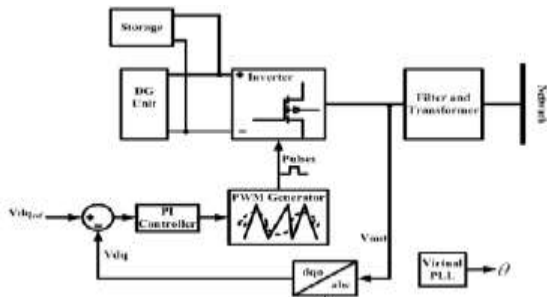 Storage
DG
Unit
+ Inverter
−
Filter and
Transformer
Network
Pulses
PWM Generator
Vdqref
+
−
PI
Controller
Vdq
Vout
dqo
abc
Virtual
PLL
θ